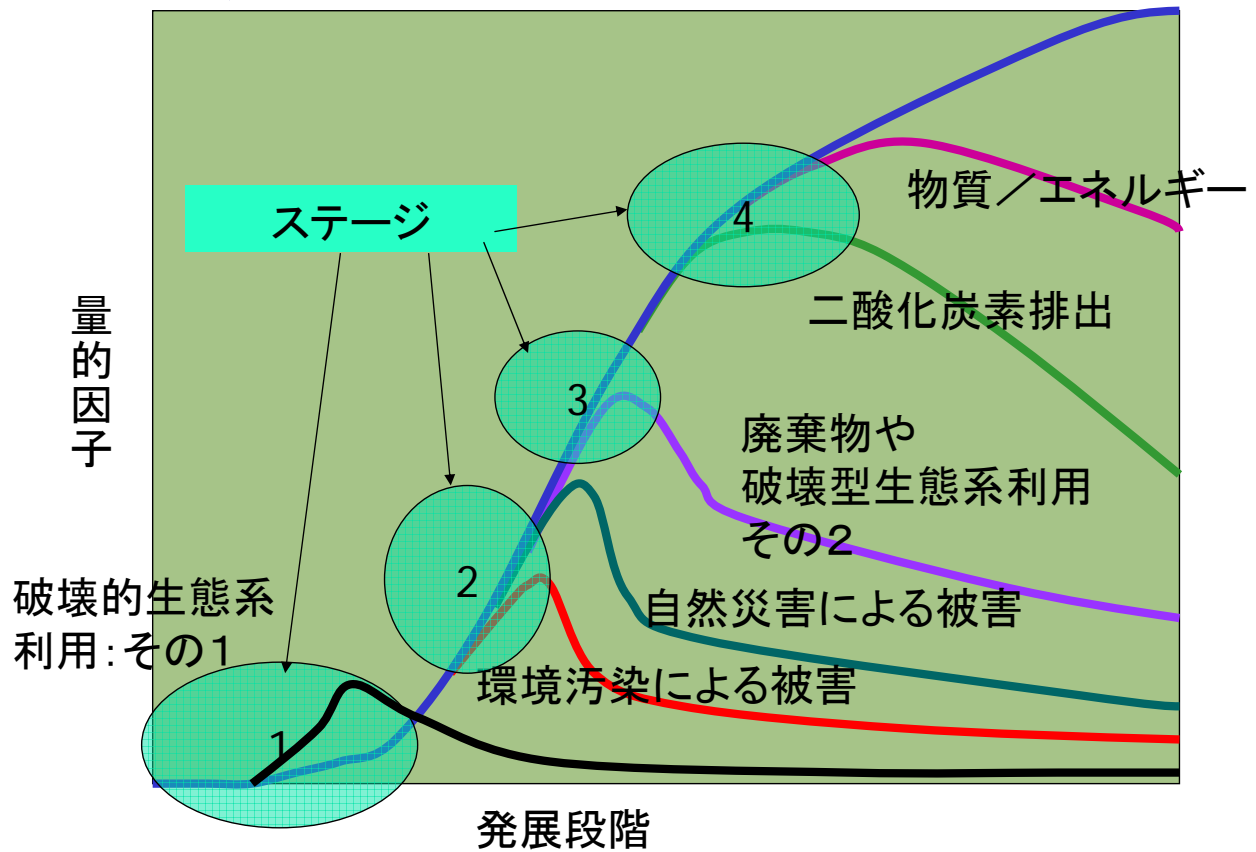 物質／エネルギー
4
ステージ
二酸化炭素排出
量的因子
3
廃棄物や
破壊型生態系利用
その２
2
破壊的生態系
利用：その１
自然災害による被害
環境汚染による被害
1
発展段階